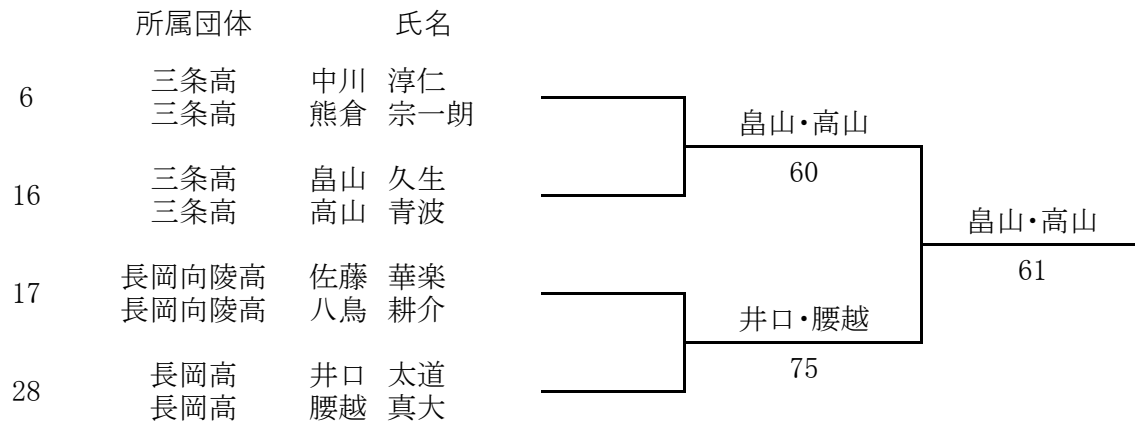 所属団体 氏名
6 三条高 中川 淳仁
三条高 熊倉 宗一朗
畠山・高山
60
16 三条高 畠山 久生
三条高 高山 青波
畠山・高山
61
17 長岡向陵高 佐藤 華楽
長岡向陵高 八鳥 耕介
井口・腰越
75
28 長岡高 井口 太道
長岡高 腰越 真大